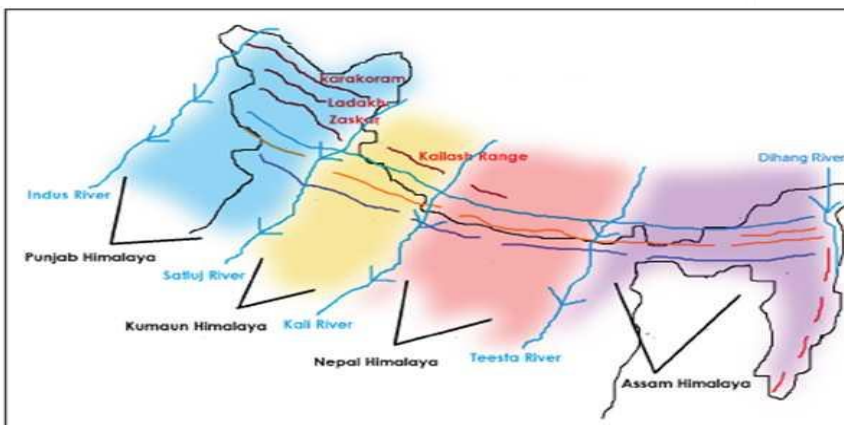 Karakoram
Ladakh
Zaskar
Kailash Range
Dihang River
Indus River
Punjab Himalaya
Satluj River
Kumaun Himalaya
Kali River
Nepal Himalaya
Teesta River
Assam Himalaya